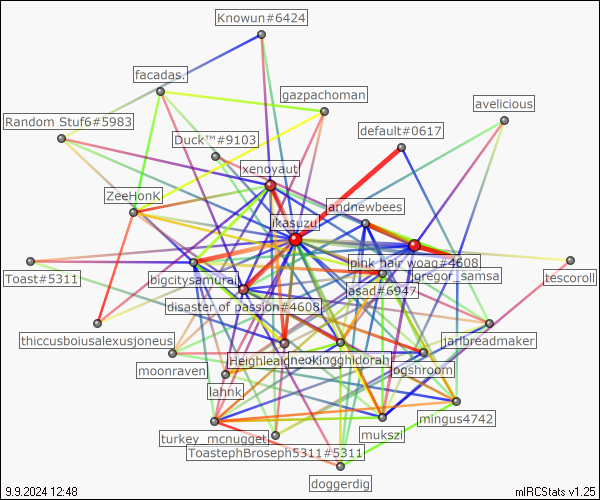 Knowun#6424
facadas.
gazpachoman
avelicious
Random Stuf6#5983
default#0617
Duck™#9103
xenoyaut
ZeeHonK
andnewbees
ikasuzu
pink hair woag#4608
Toast#5311
bigcitysamurai
gregor_samsa
tescoroll
asad#6947
disaster of passion#4608
thiccusboiusalexusjoneus
jarlbreadmaker
moonraven
neokingghidorah
ogshroom
lahnk
mingus4742
turkey_mcnugget
mukszi
ToastephBroseph5311#5311
doggerdig
9.9.2024 12:48
mIRCStats v1.25